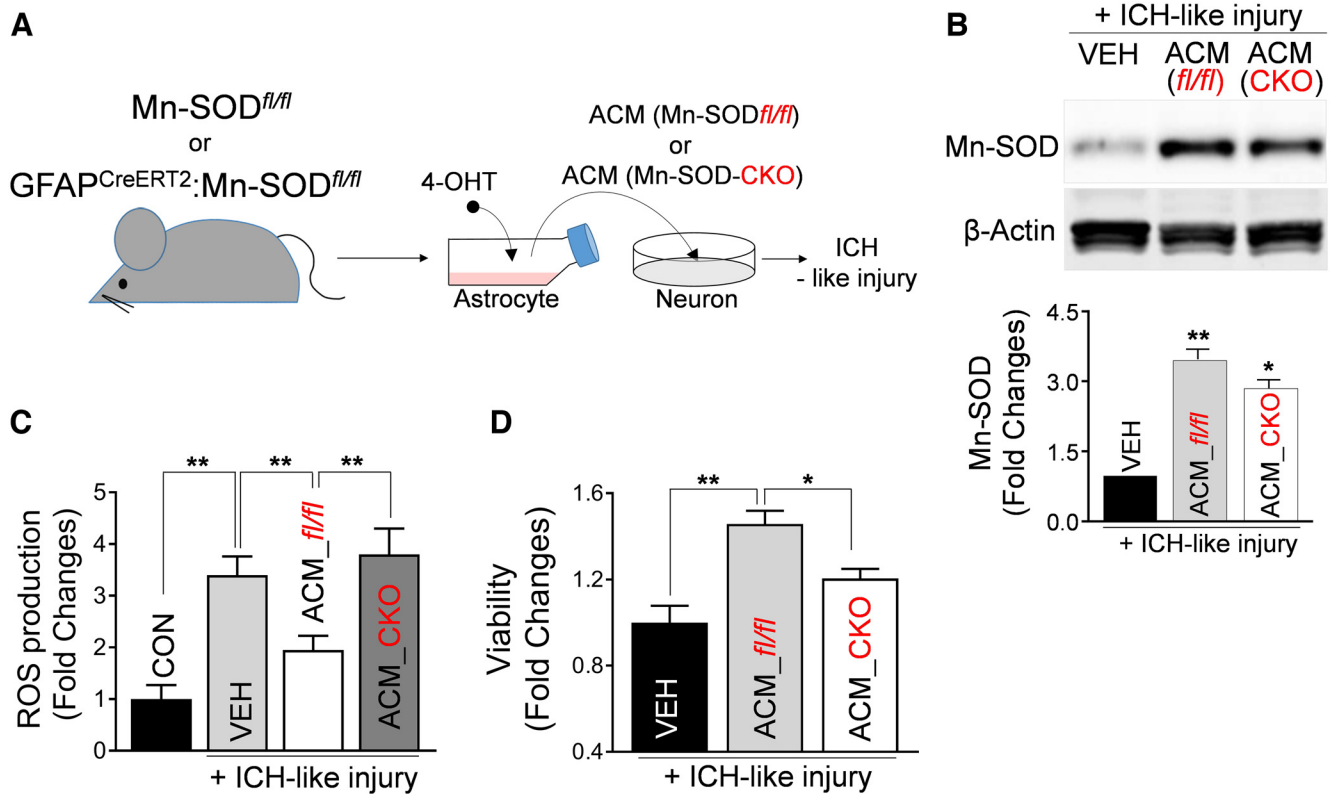 A
Mn-SODfl/fl
or
GFAPCreERT2:Mn-SODfl/fl
4-OHT
Astrocyte
ACM (Mn-SODfl/fl)
or
ACM (Mn-SOD-CKO)
Neuron
ICH
- like injury
B
+ ICH-like injury
VEH
ACM
(fl/fl)
ACM
(CKO)
Mn-SOD
β-Actin
Mn-SOD
(Fold Changes)
4.5
3.0
1.5
0.0
VEH
**
ACM_fl/fl
*
ACM_CKO
+ ICH-like injury
C
ROS production
(Fold Changes)
5
4
3
2
1
0
** ** **
CON
VEH
ACM_fl/fl
ACM_CKO
+ ICH-like injury
D
Viability
(Fold Changes)
1.6
1.2
0.8
0.4
** *
VEH
ACM_fl/fl
ACM_CKO
+ ICH-like injury